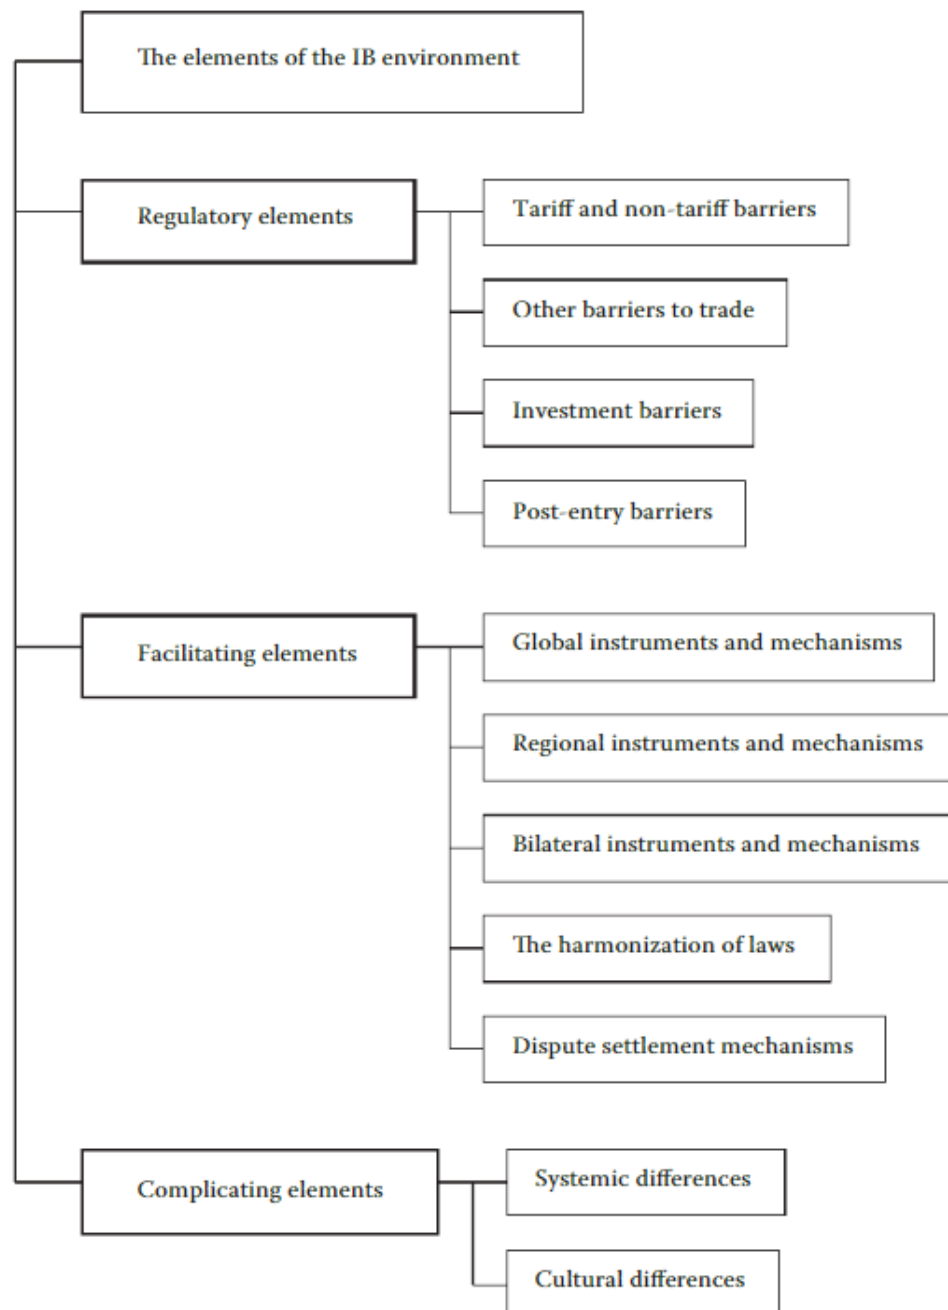 The elements of the IB environment
Regulatory elements
Tariff and non-tariff barriers
Other barriers to trade
Investment barriers
Post-entry barriers
Facilitating elements
Global instruments and mechanisms
Regional instruments and mechanisms
Bilateral instruments and mechanisms
The harmonization of laws
Dispute settlement mechanisms
Complicating elements
Systemic differences
Cultural differences